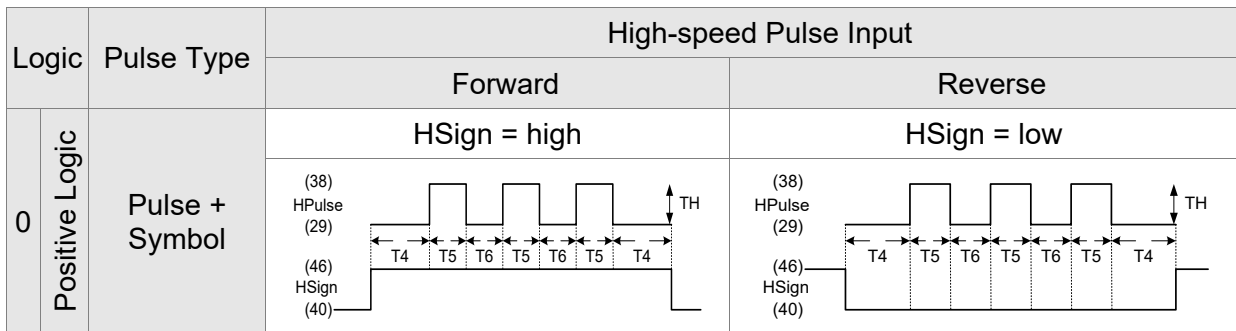 Logic
Pulse Type
High-speed Pulse Input
Forward
Reverse
0
Positive Logic
Pulse +
Symbol
HSign = high
HSign = low
(38)
HPulse
(29)
TH
T4 T5 T6 T5 T6 T5 T4
(46)
HSign
(40)
(38)
HPulse
(29)
TH
T4 T5 T6 T5 T6 T5 T4
(46)
HSign
(40)